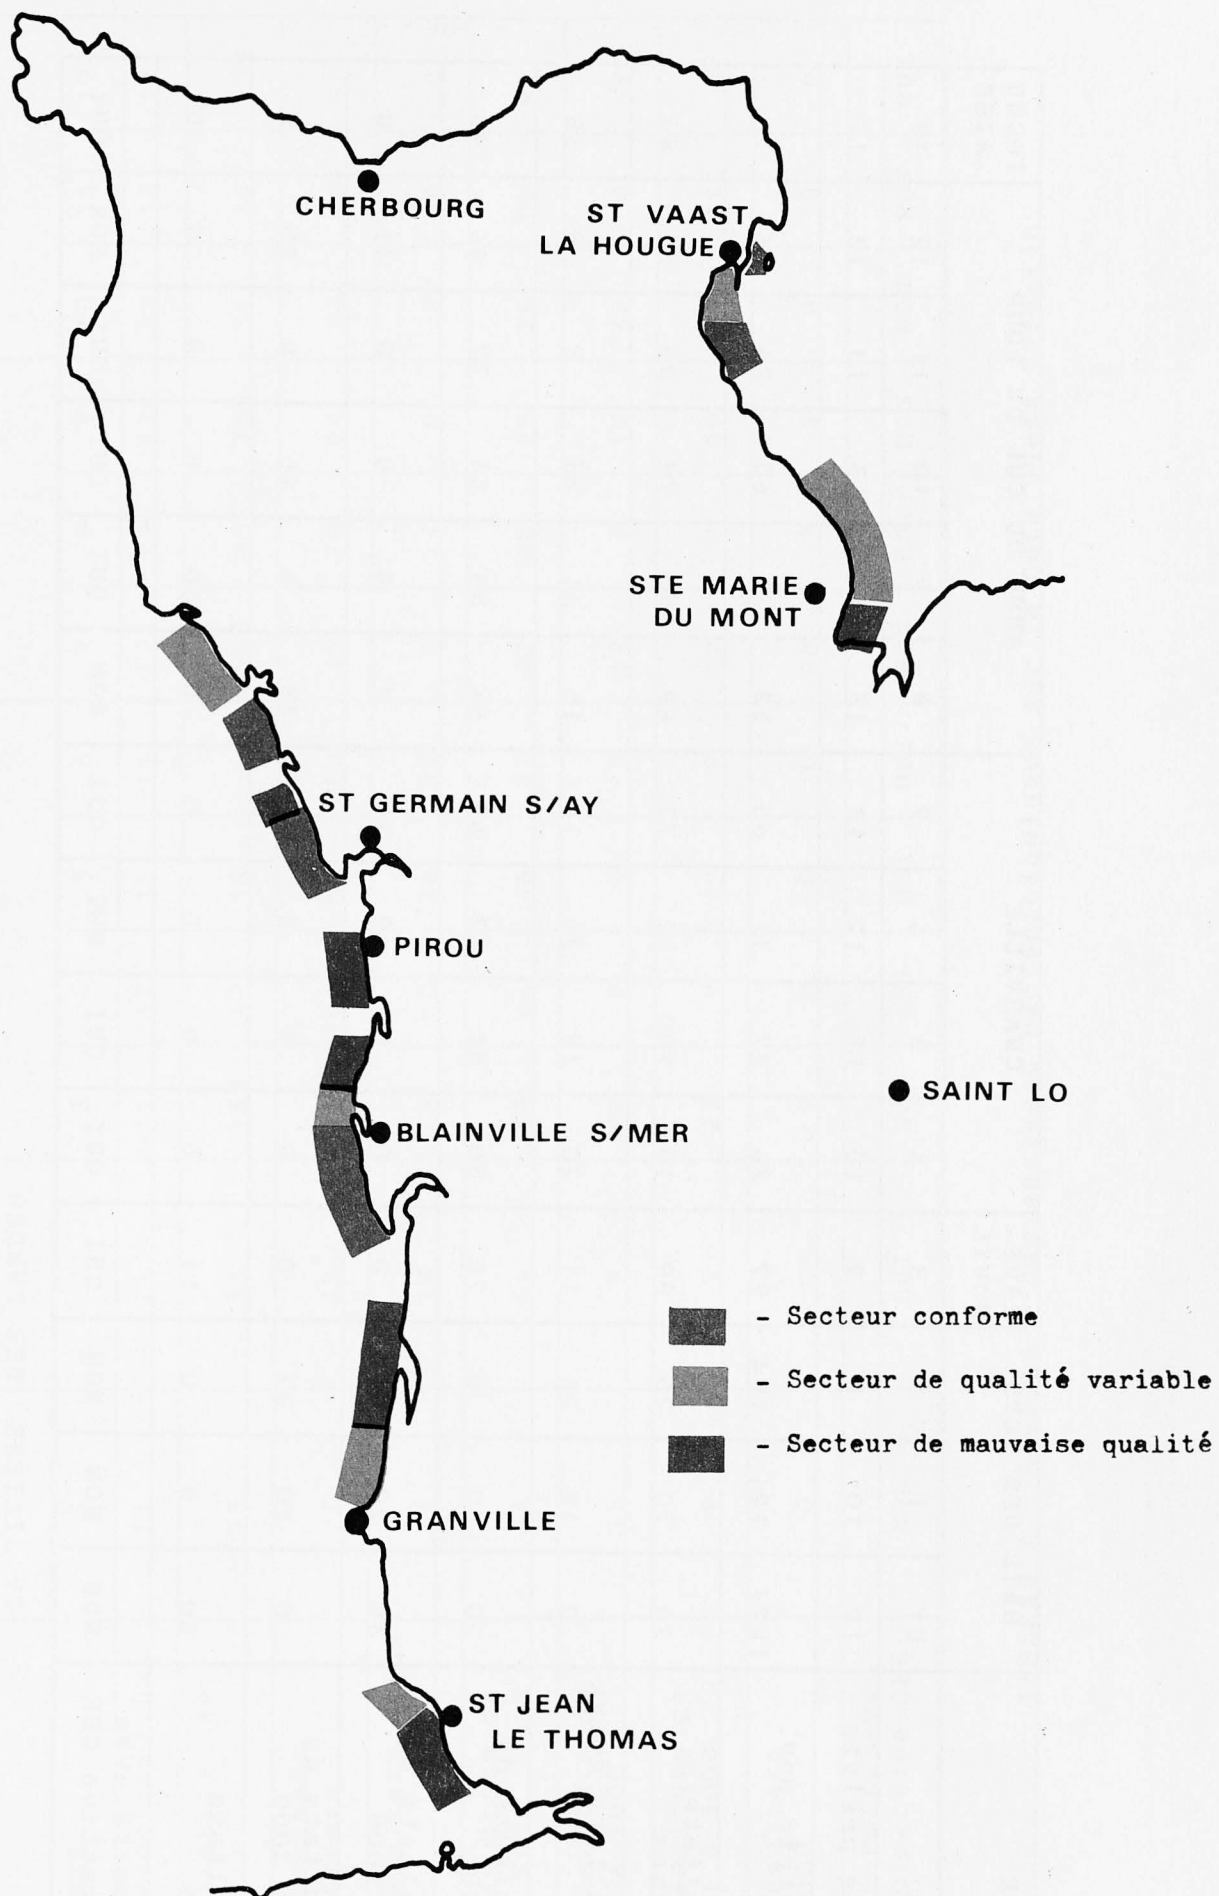 CHERBOURG
ST VAAST
LA HOUGUE
STE MARIE
DU MONT
ST GERMAIN S/AY
PIROU
SAINT LO
BLAINVILLE S/MER
- Secteur conforme
- Secteur de qualité variable
- Secteur de mauvaise qualité
GRANVILLE
ST JEAN
LE THOMAS